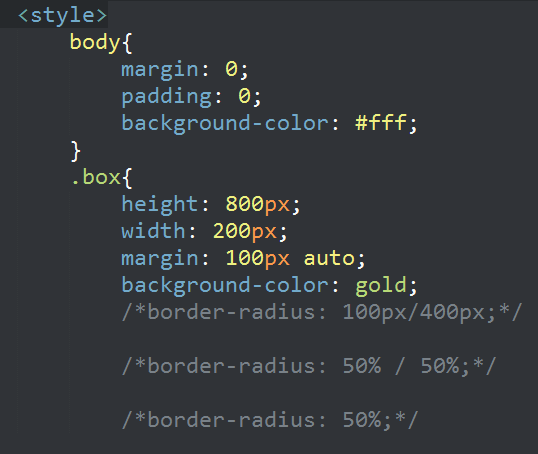 <style>
body{
margin: 0;
padding: 0;
background-color: #fff;
}
.box{
height: 800px;
width: 200px;
margin: 100px auto;
background-color: gold;
/*border-radius: 100px/400px;*/
/*border-radius: 50% / 50%;*/
/*border-radius: 50%;*/